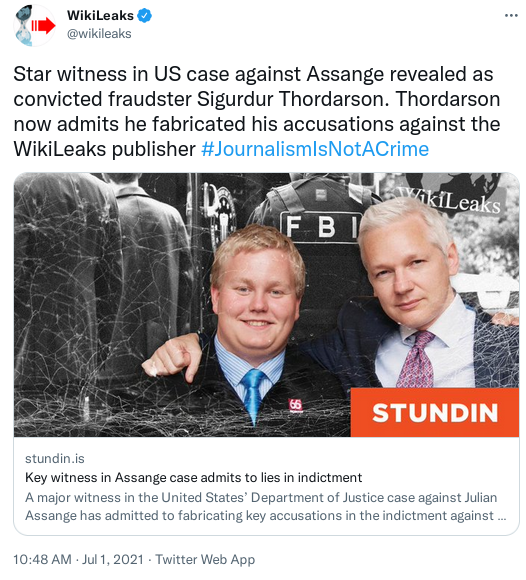 WikiLeaks
@wikileaks
Star witness in US case against Assange revealed as
convicted fraudster Sigurdur Thordarson. Thordarson
now admits he fabricated his accusations against the
WikiLeaks publisher #JournalismIsNotACrime
WikiLeaks
FBI
STUNDIN
stundin.is
Key witness in Assange case admits to lies in indictment
A major witness in the United States’ Department of Justice case against Julian
Assange has admitted to fabricating key accusations in the indictment against ...
10:48 AM · Jul 1, 2021 · Twitter Web App